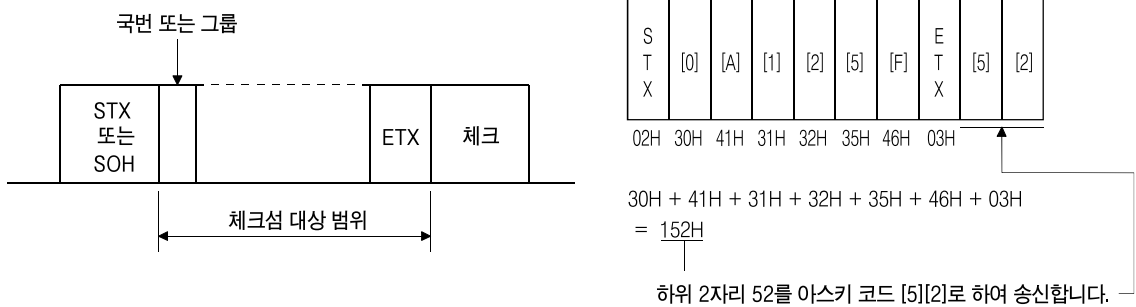 국번 또는 그룹
STX
또는
SOH
ETX
체크
체크섬 대상 범위
S
T
X
[0] [A] [1] [2] [5] [F]
E
T
X
[5] [2]
02H 30H 41H 31H 32H 35H 46H 03H
30H + 41H + 31H + 32H + 35H + 46H + 03H
= 152H
하위 2자리 52를 아스키 코드 [5][2]로 하여 송신합니다.